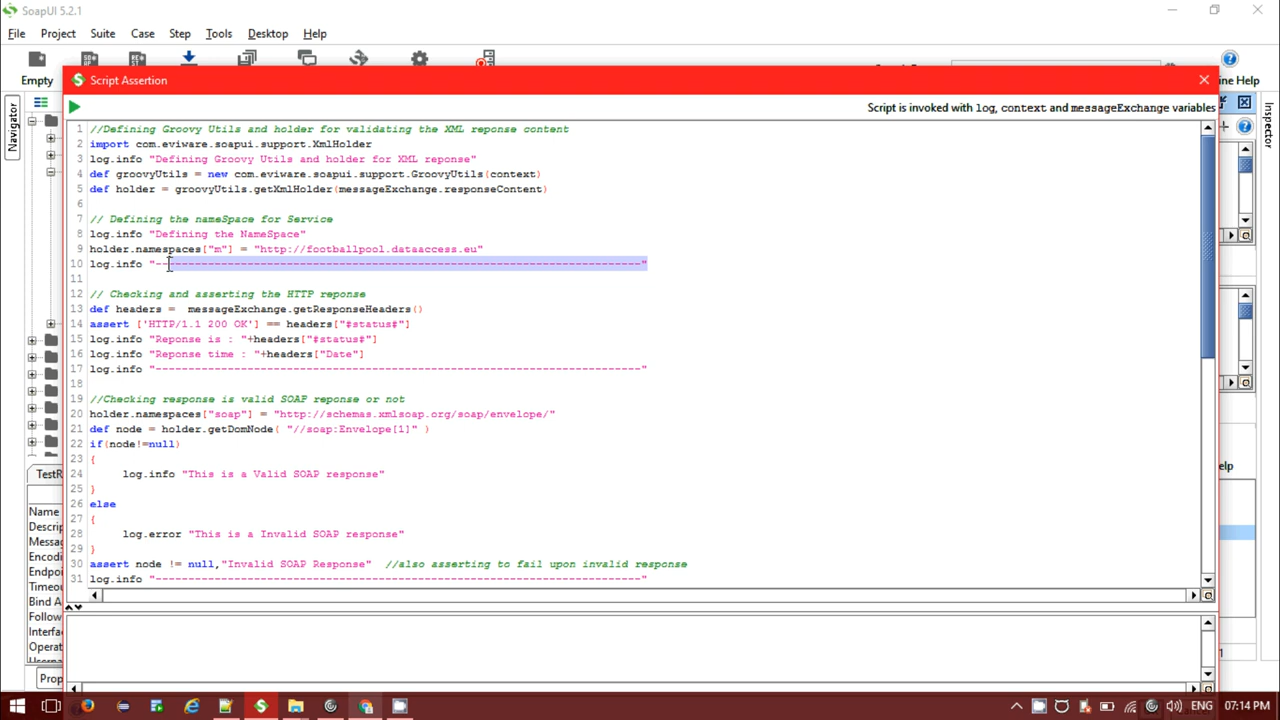 SoapUI 5.2.1
File Project Suite Case Step Tools Desktop Help
Empty
Script Assertion
ne Help
Script is invoked with log, context and messageExchange variables
Navigator
Inspector
1 //Defining Groovy Utils and holder for validating the XML reponse content
2 import com.eviware.soapui.support.XmlHolder
3 log.info "Defining Groovy Utils and holder for XML reponse"
4 def groovyUtils = new com.eviware.soapui.support.GroovyUtils(context)
5 def holder = groovyUtils.getXmlHolder(messageExchange.responseContent)
6
7 // Defining the nameSpace for Service
8 log.info "Defining the NameSpace"
9 holder.namespaces["m"] = "http://footballpool.dataaccess.eu"
10 log.info "--------------------------------------------------------------------------"
11
12 // Checking and asserting the HTTP reponse
13 def headers =  messageExchange.getResponseHeaders()
14 assert ['HTTP/1.1 200 OK'] == headers["#status#"]
15 log.info "Reponse is : "+headers["#status#"]
16 log.info "Reponse time : "+headers["Date"]
17 log.info "--------------------------------------------------------------------------"
18
19 //Checking response is valid SOAP reponse or not
20 holder.namespaces["soap"] = "http://schemas.xmlsoap.org/soap/envelope/"
21 def node = holder.getDomNode( "//soap:Envelope[1]" )
22 if(node!=null)
23 {
24 log.info "This is a Valid SOAP response"
25 }
26 else
27 {
28 log.error "This is a Invalid SOAP response"
29 }
30 assert node != null,"Invalid SOAP Response"  //also asserting to fail upon invalid response
31 log.info "--------------------------------------------------------------------------"
TestR
Name
Descrip
Messa
Encodi
Endpoi
Timeou
Bind A
Follow
Interfa
Operat
Prop
elp
ENG 07:14 PM